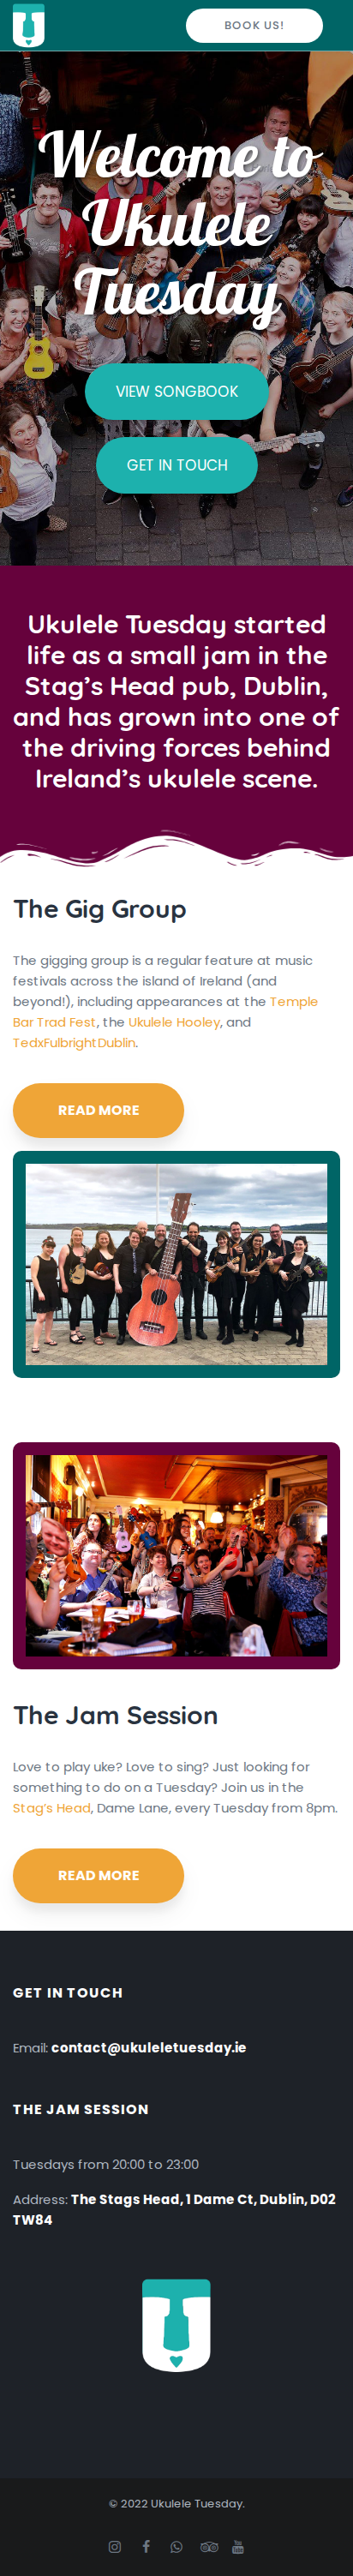 BOOK US!
Welcome to
Ukulele
Tuesday
VIEW SONGBOOK
GET IN TOUCH
Ukulele Tuesday started
life as a small jam in the
Stag’s Head pub, Dublin,
and has grown into one of
the driving forces behind
Ireland’s ukulele scene.
The Gig Group
The gigging group is a regular feature at music
festivals across the island of Ireland (and
beyond!), including appearances at the Temple
Bar Trad Fest, the Ukulele Hooley, and
TedxFulbrightDublin.
READ MORE
The Jam Session
Love to play uke? Love to sing? Just looking for
something to do on a Tuesday? Join us in the
Stag's Head, Dame Lane, every Tuesday from 8pm.
READ MORE
GET IN TOUCH
Email: contact@ukuleletuesday.ie
THE JAM SESSION
Tuesdays from 20:00 to 23:00
Address: The Stags Head, 1 Dame Ct, Dublin, D02
TW84
© 2022 Ukulele Tuesday.